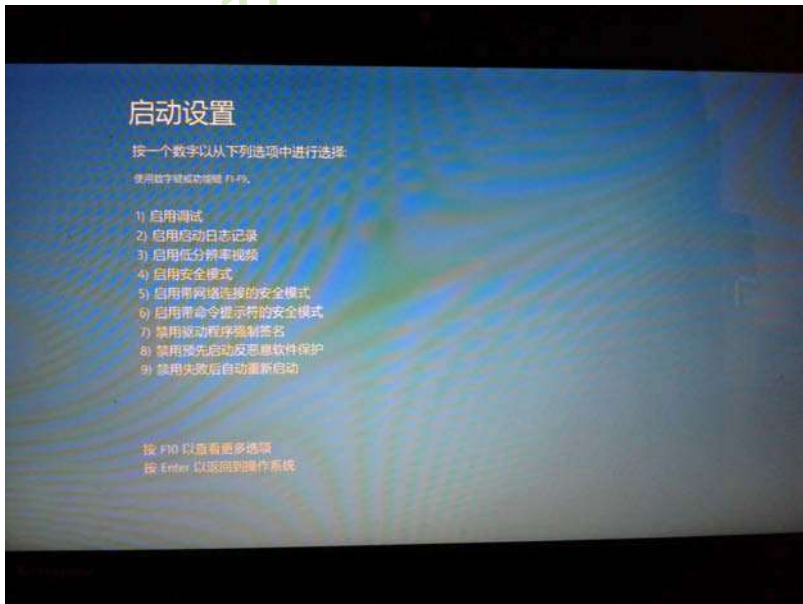 启动设置
按一个数字以从下列选项中进行选择:
使用数字键或功能键 F1-F9。
1) 启用调试
2) 启用启动日志记录
3) 启用低分辨率视频
4) 启用安全模式
5) 启用带网络连接的安全模式
6) 启用带命令提示符的安全模式
7) 禁用驱动程序强制签名
8) 禁用预先启动反恶意软件保护
9) 禁用失败后自动重新启动
按 F10 以查看更多选项
按 Enter 以返回到操作系统